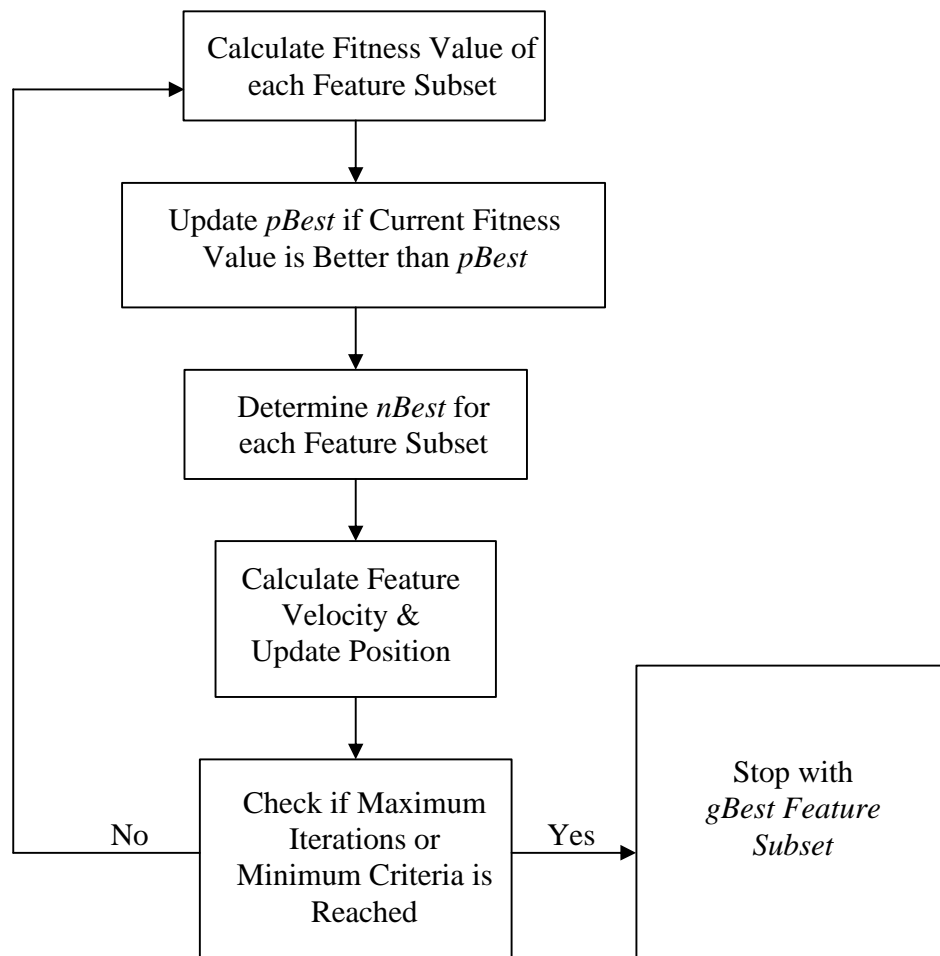 Calculate Fitness Value of
each Feature Subset
Update pBest if Current Fitness
Value is Better than pBest
Determine nBest for
each Feature Subset
Calculate Feature
Velocity &
Update Position
Check if Maximum
Iterations or
Minimum Criteria is
Reached
No
Yes
Stop with
gBest Feature
Subset